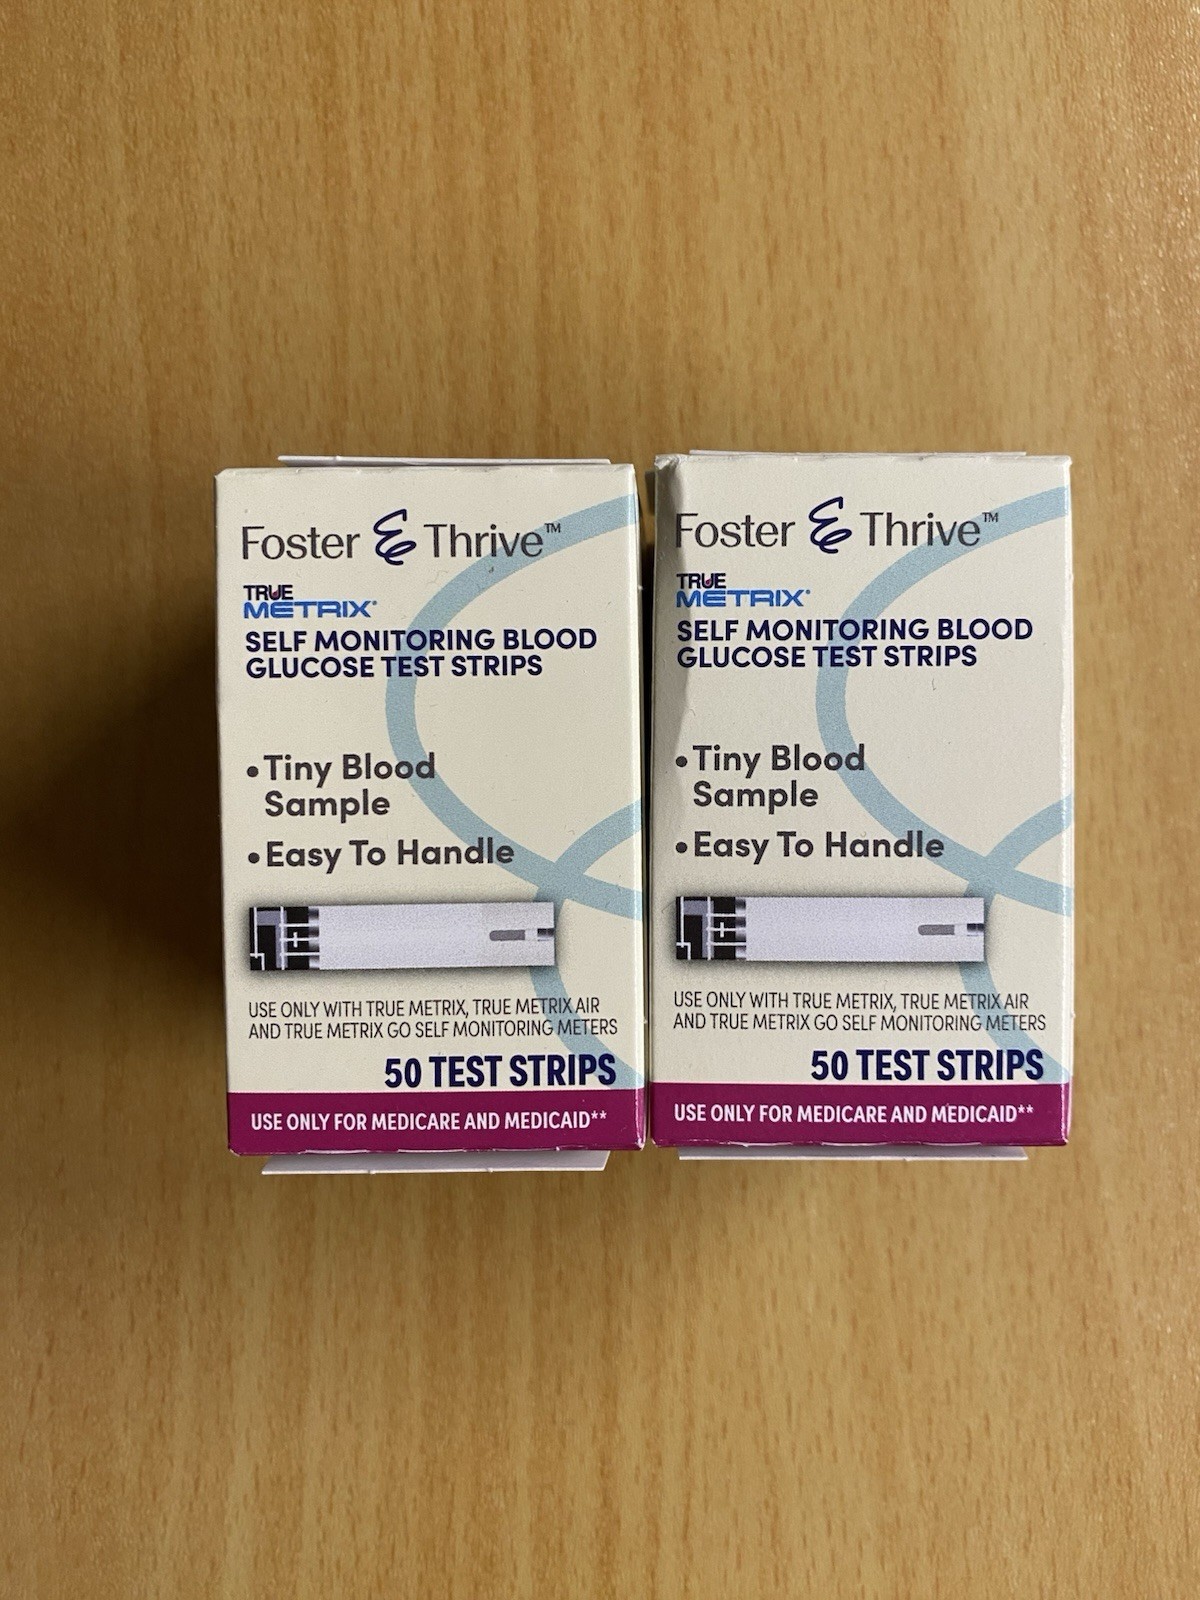 Foster & Thrive™
TRUE
METRIX®
SELF MONITORING BLOOD
GLUCOSE TEST STRIPS
•Tiny Blood
Sample
•Easy To Handle
USE ONLY WITH TRUE METRIX, TRUE METRIX AIR
AND TRUE METRIX GO SELF MONITORING METERS
50 TEST STRIPS
USE ONLY FOR MEDICARE AND MEDICAID**
Foster & Thrive™
TRUE
METRIX®
SELF MONITORING BLOOD
GLUCOSE TEST STRIPS
•Tiny Blood
Sample
•Easy To Handle
USE ONLY WITH TRUE METRIX, TRUE METRIX AIR
AND TRUE METRIX GO SELF MONITORING METERS
50 TEST STRIPS
USE ONLY FOR MEDICARE AND MEDICAID**